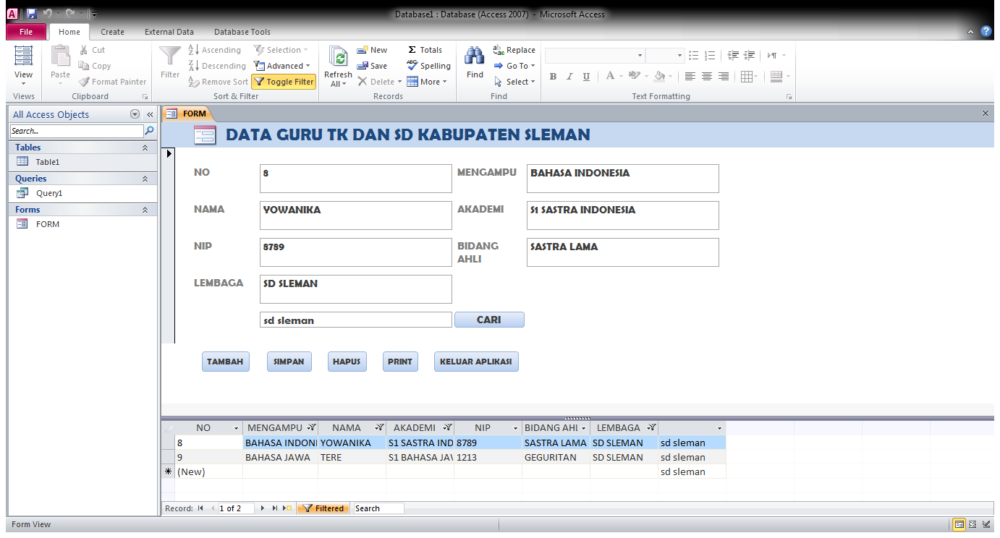 Database1 : Database (Access 2007) - Microsoft Access
File Home Create External Data Database Tools
View
Views
Paste
Cut
Copy
Format Painter
Clipboard
Filter
Ascending
Descending
Remove Sort
Selection
Advanced
Toggle Filter
Sort & Filter
Refresh All
New
Save
Delete
Totals
Spelling
More
Records
Find
Replace
Go To
Select
Find
B I U A
Text Formatting
All Access Objects
Search...
Tables
Table1
Queries
Query1
Forms
FORM
FORM
DATA GURU TK DAN SD KABUPATEN SLEMAN
NO 8 MENGAMPU BAHASA INDONESIA
NAMA YOWANIKA AKADEMI S1 SASTRA INDONESIA
NIP 8789 BIDANG AHLI SASTRA LAMA
LEMBAGA SD SLEMAN
sd sleman CARI
TAMBAH SIMPAN HAPUS PRINT KELUAR APLIKASI
NO MENGAMPU NAMA AKADEMI NIP BIDANG AHL LEMBAGA
8 BAHASA INDON YOWANIKA S1 SASTRA IND 8789 SASTRA LAMA SD SLEMAN sd sleman
9 BAHASA JAWA TERE S1 BAHASA JA 1213 GEGURITAN SD SLEMAN sd sleman
(New) sd sleman
Record: 1 of 2 Filtered Search
Form View